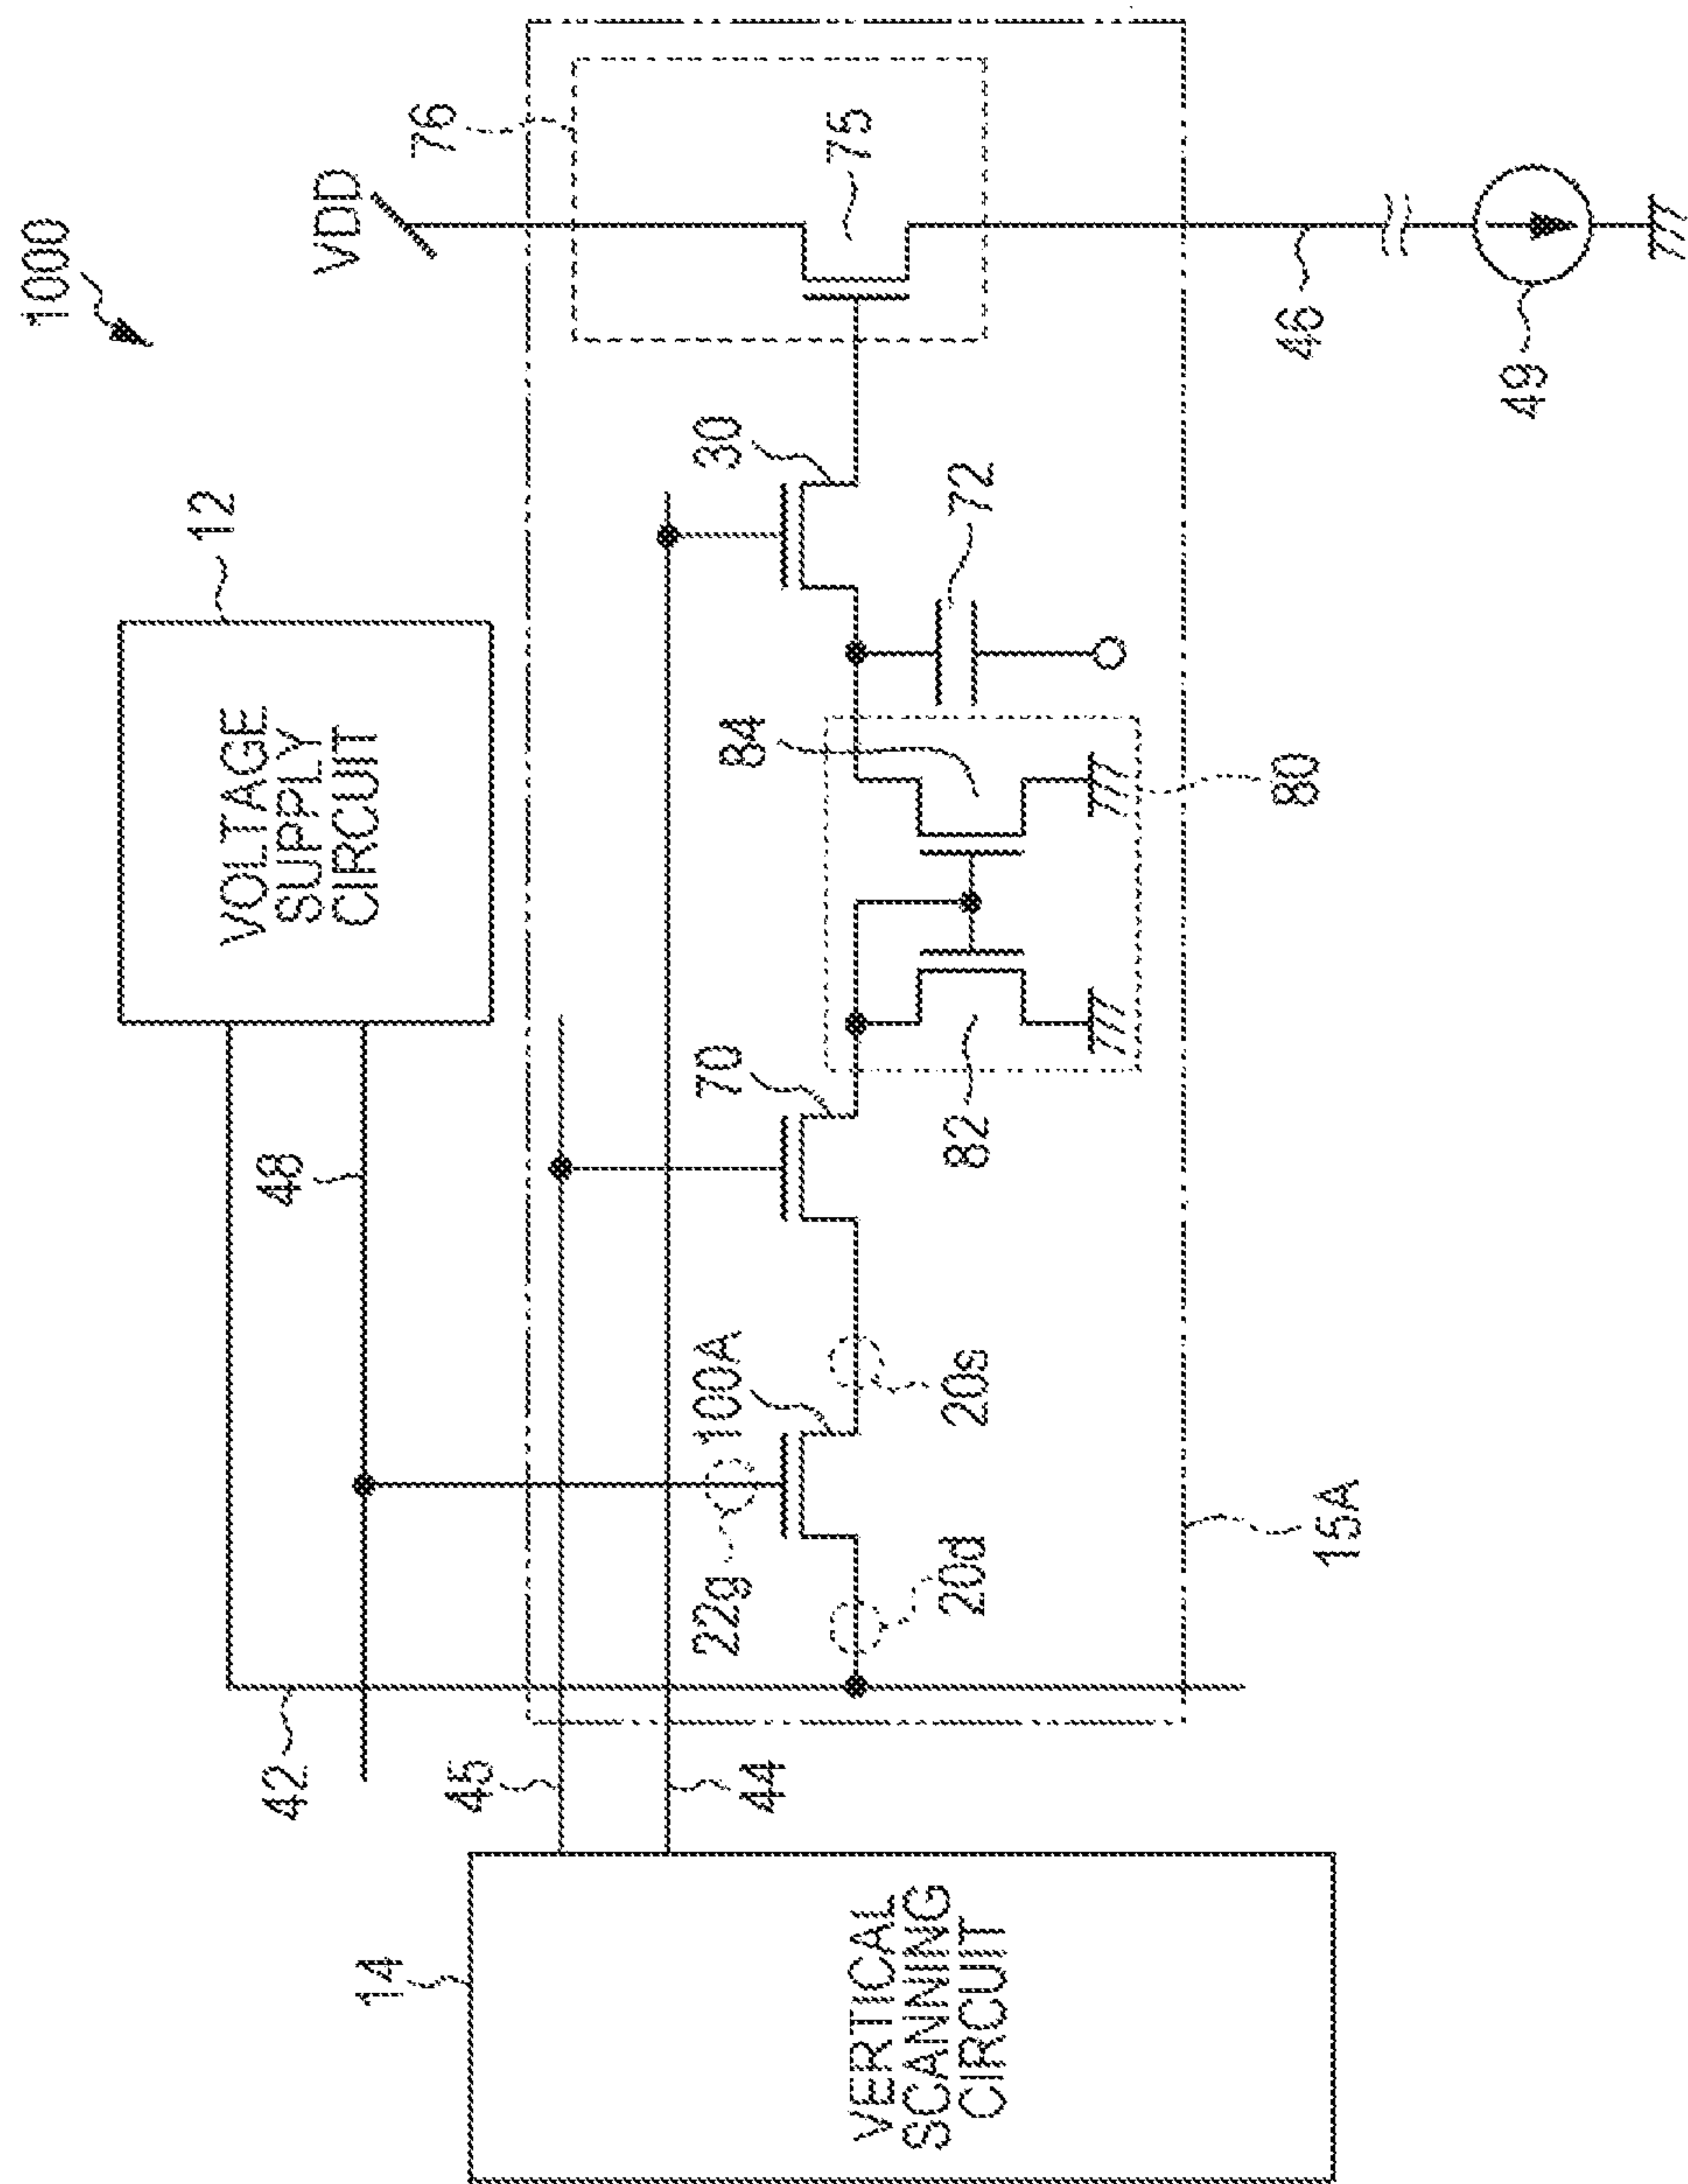 1000
12
VOLTAGE
SUPPLY
CIRCUIT
VDD
76
48
42
45
44
14
VERTICAL
SCANNING
CIRCUIT
22g
100A
70
84
30
75
72
20d
20s
82
80
46
49
15A